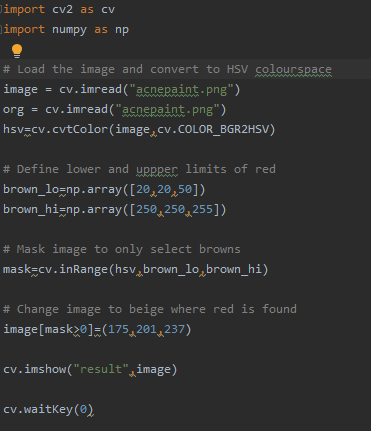 import cv2 as cv
import numpy as np
# Load the image and convert to HSV colourspace
image = cv.imread("acnepaint.png")
org = cv.imread("acnepaint.png")
hsv=cv.cvtColor(image,cv.COLOR_BGR2HSV)
# Define lower and uppper limits of red
brown_lo=np.array([20,20,50])
brown_hi=np.array([250,250,255])
# Mask image to only select browns
mask=cv.inRange(hsv,brown_lo,brown_hi)
# Change image to beige where red is found
image[mask>0]=(175,201,237)
cv.imshow("result",image)
cv.waitKey(0)